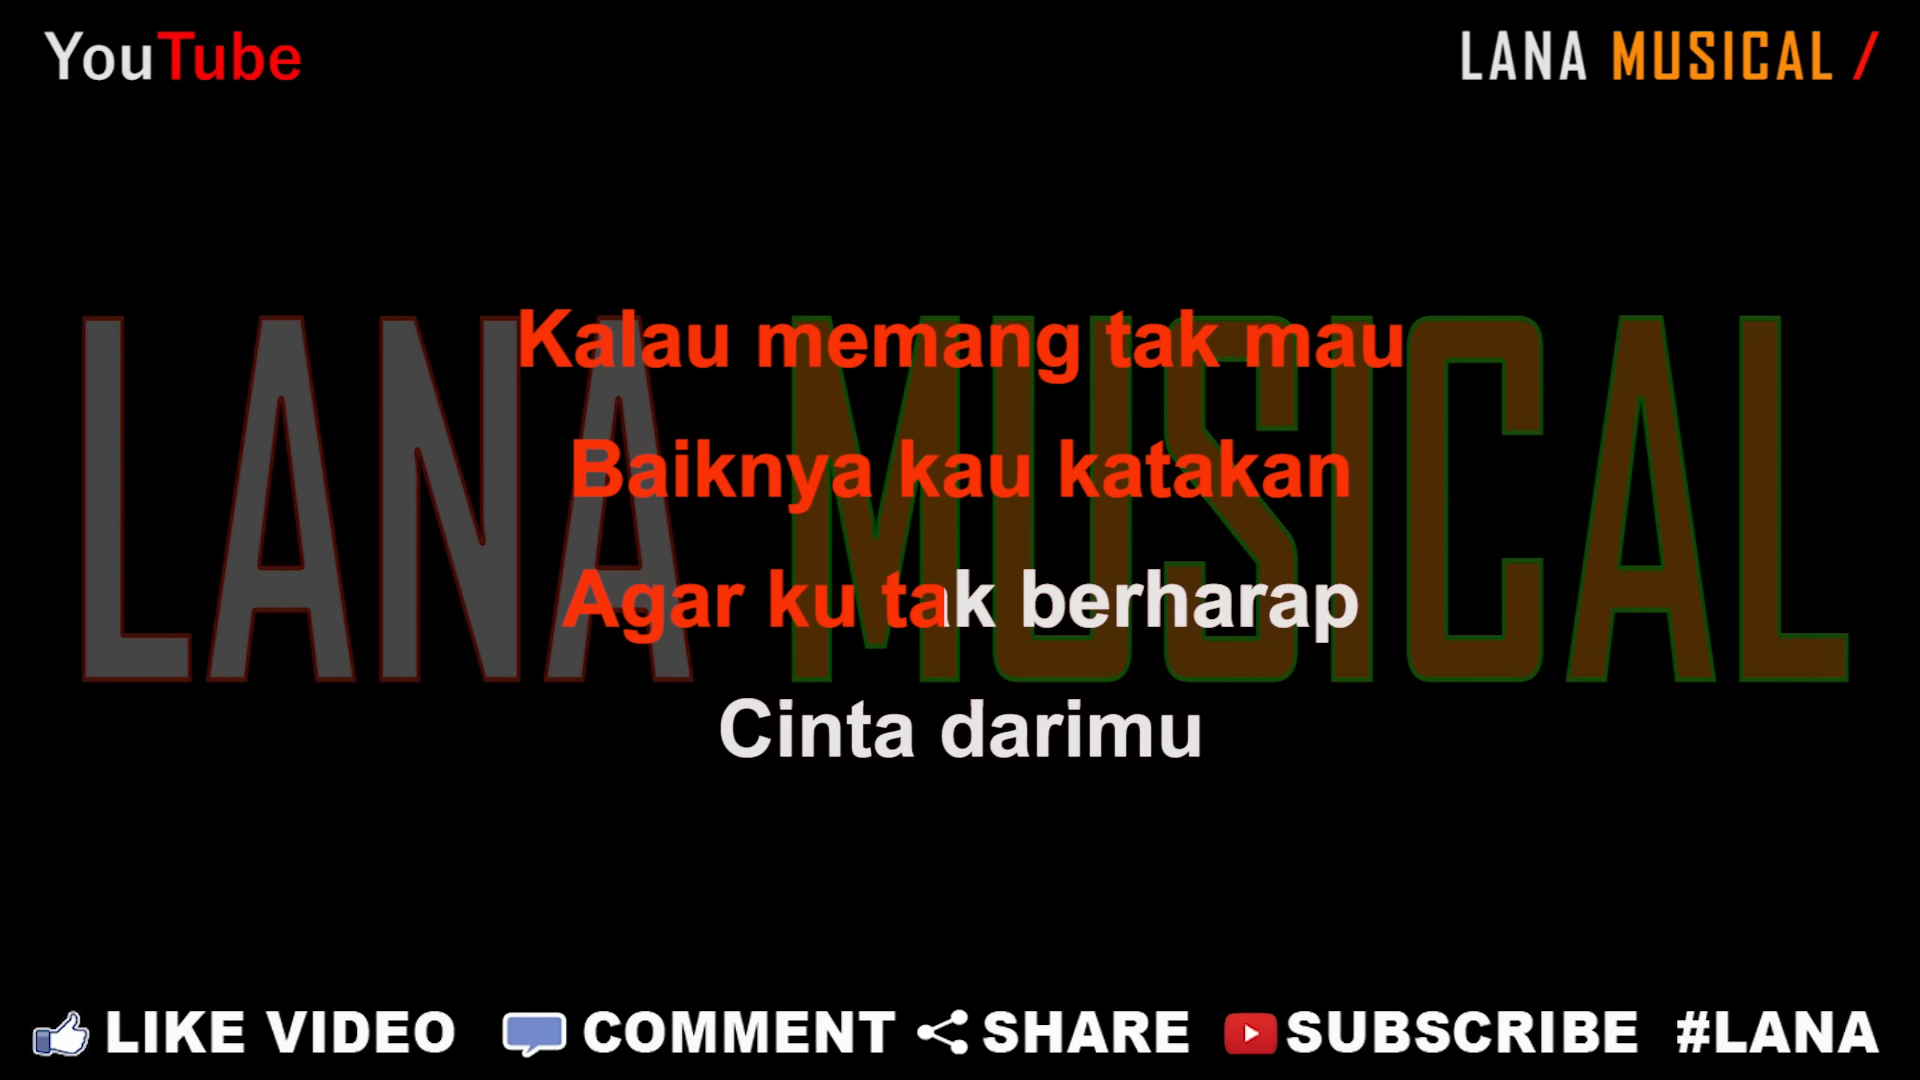 YouTube
LANA MUSICAL /
LANA MUSICAL
Kalau memang tak mau
Baiknya kau katakan
Agar ku tak berharap
Cinta darimu
LIKE VIDEO COMMENT SHARE SUBSCRIBE #LANA